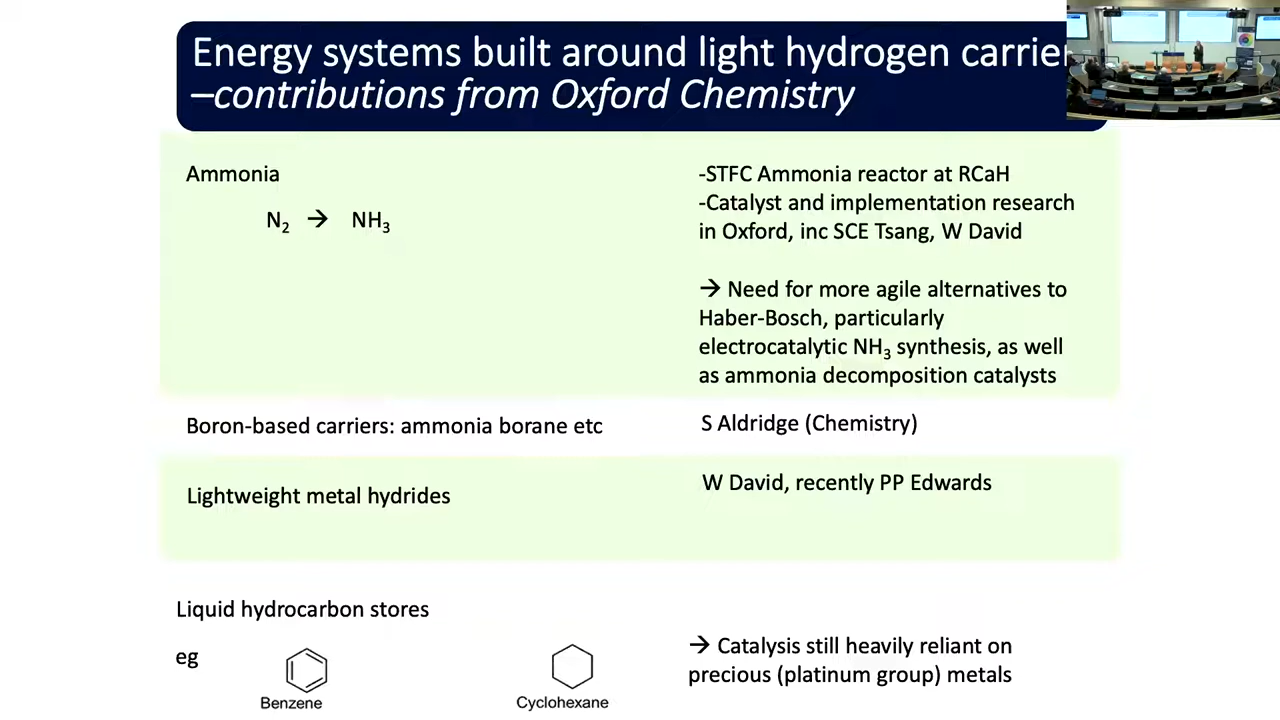 Energy systems built around light hydrogen carrier
–contributions from Oxford Chemistry
Ammonia
N₂ → NH₃
-STFC Ammonia reactor at RCaH
-Catalyst and implementation research
in Oxford, inc SCE Tsang, W David
→ Need for more agile alternatives to
Haber-Bosch, particularly
electrocatalytic NH₃ synthesis, as well
as ammonia decomposition catalysts
Boron-based carriers: ammonia borane etc
S Aldridge (Chemistry)
Lightweight metal hydrides
W David, recently PP Edwards
Liquid hydrocarbon stores
eg
Benzene
Cyclohexane
→ Catalysis still heavily reliant on
precious (platinum group) metals